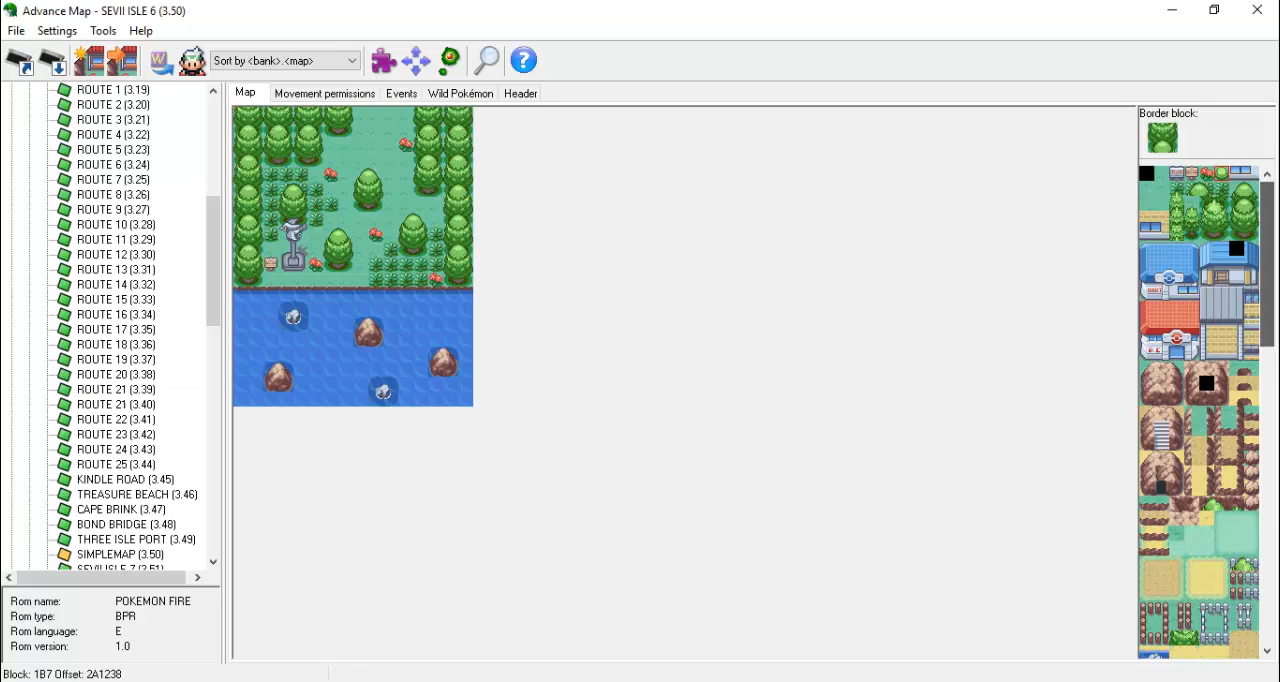 Advance Map - SEVII ISLE 6 (3.50)
File Settings Tools Help
Sort by <bank>.<map>
Map Movement permissions Events Wild Pokémon Header
ROUTE 1 (3.19)
ROUTE 2 (3.20)
ROUTE 3 (3.21)
ROUTE 4 (3.22)
ROUTE 5 (3.23)
ROUTE 6 (3.24)
ROUTE 7 (3.25)
ROUTE 8 (3.26)
ROUTE 9 (3.27)
ROUTE 10 (3.28)
ROUTE 11 (3.29)
ROUTE 12 (3.30)
ROUTE 13 (3.31)
ROUTE 14 (3.32)
ROUTE 15 (3.33)
ROUTE 16 (3.34)
ROUTE 17 (3.35)
ROUTE 18 (3.36)
ROUTE 19 (3.37)
ROUTE 20 (3.38)
ROUTE 21 (3.39)
ROUTE 21 (3.40)
ROUTE 22 (3.41)
ROUTE 23 (3.42)
ROUTE 24 (3.43)
ROUTE 25 (3.44)
KINDLE ROAD (3.45)
TREASURE BEACH (3.46)
CAPE BRINK (3.47)
BOND BRIDGE (3.48)
THREE ISLE PORT (3.49)
SIMPLEMAP (3.50)
SEVII ISLE 7 (3.51)
Rom name: POKEMON FIRE
Rom type: BPR
Rom language: E
Rom version: 1.0
Border block:
MART
P.C
Block: 1B7 Offset: 2A1238